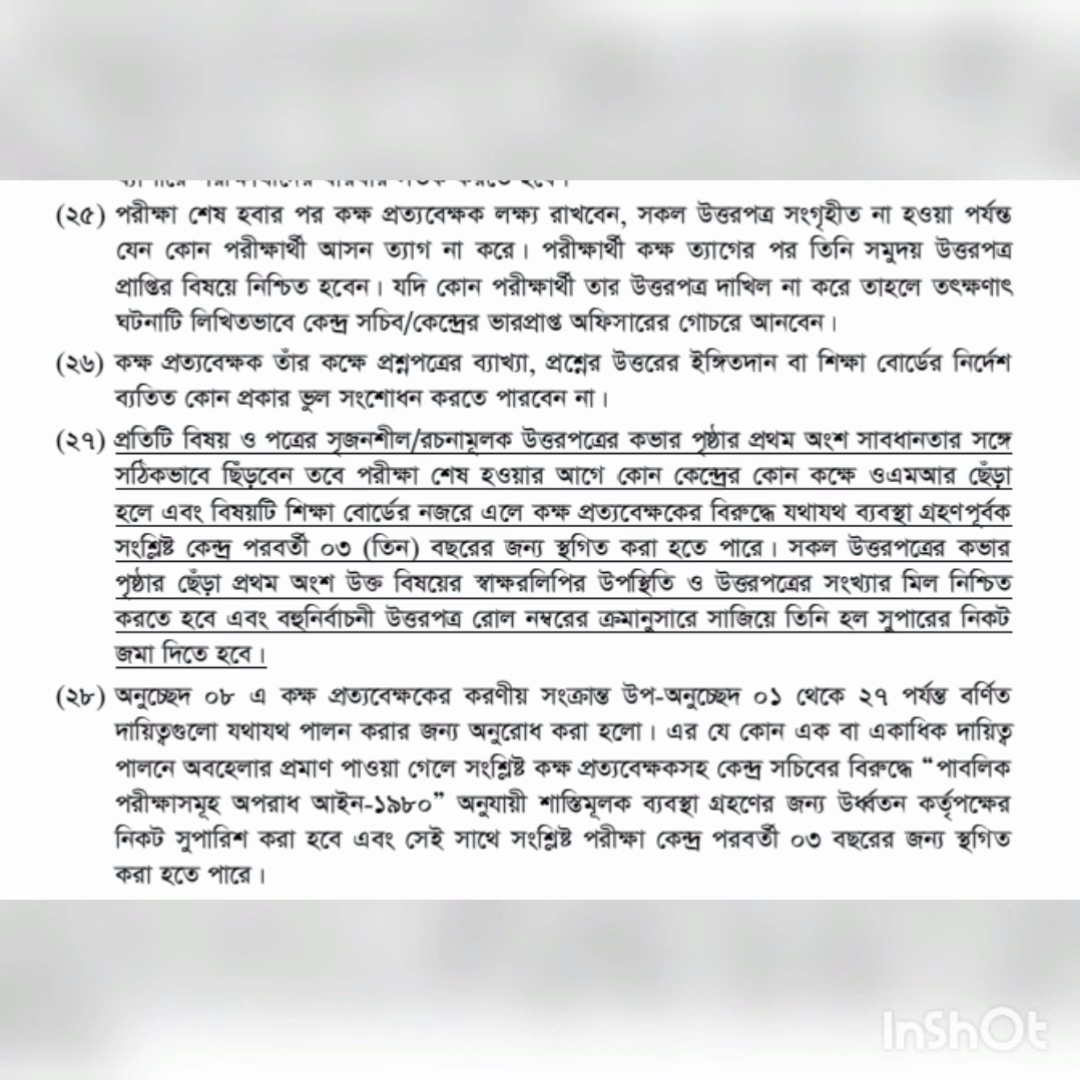 (২৫) পরীক্ষা শেষ হবার পর কক্ষ প্রত্যবেক্ষক লক্ষ্য রাখবেন, সকল উত্তরপত্র সংগৃহীত না হওয়া পর্যন্ত
যেন কোন পরীক্ষার্থী আসন ত্যাগ না করে। পরীক্ষার্থী কক্ষ ত্যাগের পর তিনি সমুদয় উত্তরপত্র
প্রাপ্তির বিষয়ে নিশ্চিত হবেন। যদি কোন পরীক্ষার্থী তার উত্তরপত্র দাখিল না করে তাহলে তৎক্ষণাৎ
ঘটনাটি লিখিতভাবে কেন্দ্র সচিব/কেন্দ্রের ভারপ্রাপ্ত অফিসারের গোচরে আনবেন।
(২৬) কক্ষ প্রত্যবেক্ষক তাঁর কক্ষে প্রশ্নপত্রের ব্যাখ্যা, প্রশ্নের উত্তরের ইঙ্গিতদান বা শিক্ষা বোর্ডের নির্দেশ
ব্যতিত কোন প্রকার ভুল সংশোধন করতে পারবেন না।
(২৭) প্রতিটি বিষয় ও পত্রের সৃজনশীল/রচনামূলক উত্তরপত্রের কভার পৃষ্ঠার প্রথম অংশ সাবধানতার সঙ্গে
সঠিকভাবে ছিঁড়বেন তবে পরীক্ষা শেষ হওয়ার আগে কোন কেন্দ্রের কোন কক্ষে ওএমআর ছেঁড়া
হলে এবং বিষয়টি শিক্ষা বোর্ডের নজরে এলে কক্ষ প্রত্যবেক্ষকের বিরুদ্ধে যথাযথ ব্যবস্থা গ্রহণপূর্বক
সংশ্লিষ্ট কেন্দ্র পরবর্তী ০৩ (তিন) বছরের জন্য স্থগিত করা হতে পারে। সকল উত্তরপত্রের কভার
পৃষ্ঠার ছেঁড়া প্রথম অংশ উক্ত বিষয়ের স্বাক্ষরলিপির উপস্থিতি ও উত্তরপত্রের সংখ্যার মিল নিশ্চিত
করতে হবে এবং বহুনির্বাচনী উত্তরপত্র রোল নম্বরের ক্রমানুসারে সাজিয়ে তিনি হল সুপারের নিকট
জমা দিতে হবে।
(২৮) অনুচ্ছেদ ০৮ এ কক্ষ প্রত্যবেক্ষকের করণীয় সংক্রান্ত উপ-অনুচ্ছেদ ০১ থেকে ২৭ পর্যন্ত বর্ণিত
দায়িত্বগুলো যথাযথ পালন করার জন্য অনুরোধ করা হলো। এর যে কোন এক বা একাধিক দায়িত্ব
পালনে অবহেলার প্রমাণ পাওয়া গেলে সংশ্লিষ্ট কক্ষ প্রত্যবেক্ষকসহ কেন্দ্র সচিবের বিরুদ্ধে “পাবলিক
পরীক্ষাসমূহ অপরাধ আইন-১৯৮০” অনুযায়ী শাস্তিমূলক ব্যবস্থা গ্রহণের জন্য উর্ধ্বতন কর্তৃপক্ষের
নিকট সুপারিশ করা হবে এবং সেই সাথে সংশ্লিষ্ট পরীক্ষা কেন্দ্র পরবর্তী ০৩ বছরের জন্য স্থগিত
করা হতে পারে।
InShOt